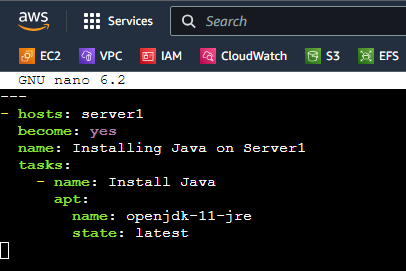 aws
Services
Search
EC2
VPC
IAM
CloudWatch
S3
EFS
GNU nano 6.2
---
- hosts: server1
  become: yes
  name: Installing Java on Server1
  tasks:
    - name: Install Java
      apt:
        name: openjdk-11-jre
        state: latest